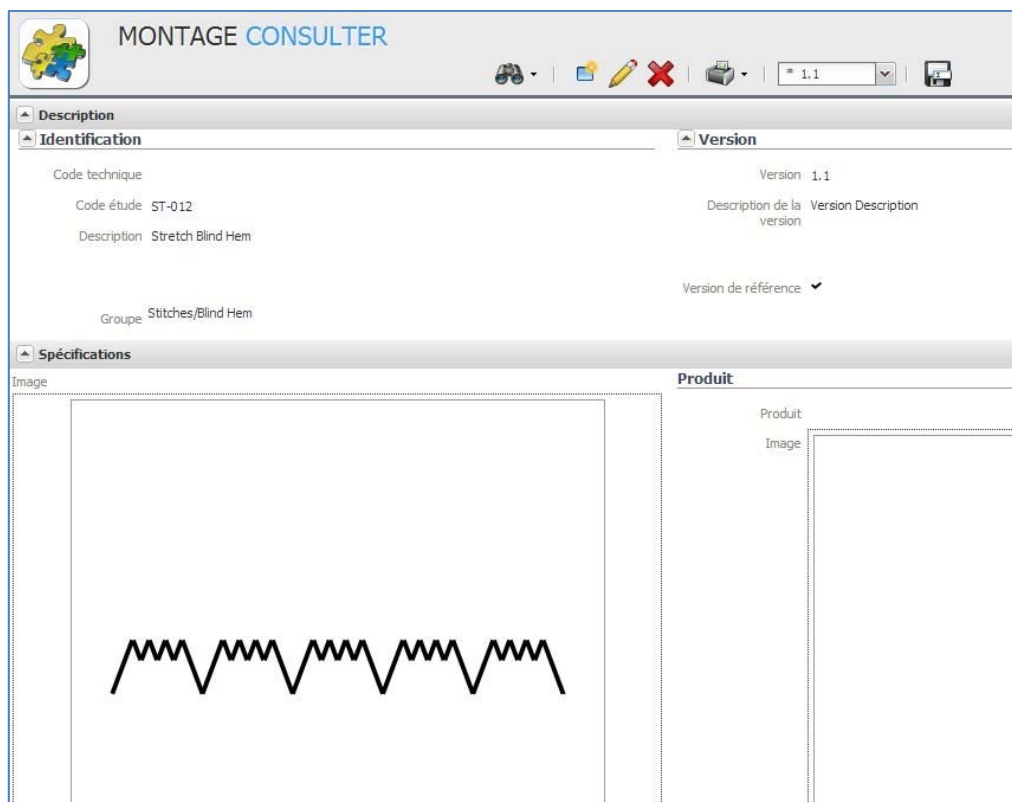 MONTAGE CONSULTER
* 1.1
Description
Identification
Code technique
Code étude ST-012
Description Stretch Blind Hem
Groupe Stitches/Blind Hem
Version
Version 1.1
Description de la version Version Description
Version de référence ✔
Spécifications
Image
Produit
Produit
Image